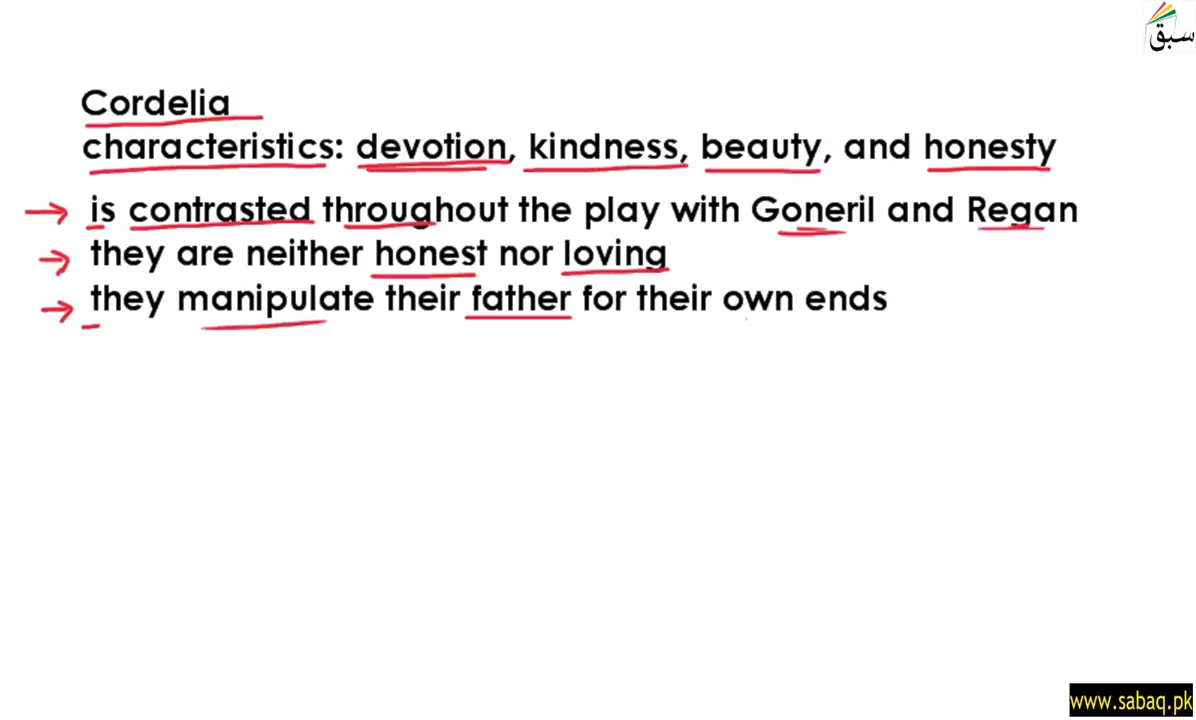 سبق
Cordelia
characteristics: devotion, kindness, beauty, and honesty
is contrasted throughout the play with Goneril and Regan
they are neither honest nor loving
they manipulate their father for their own ends
www.sabaq.pk